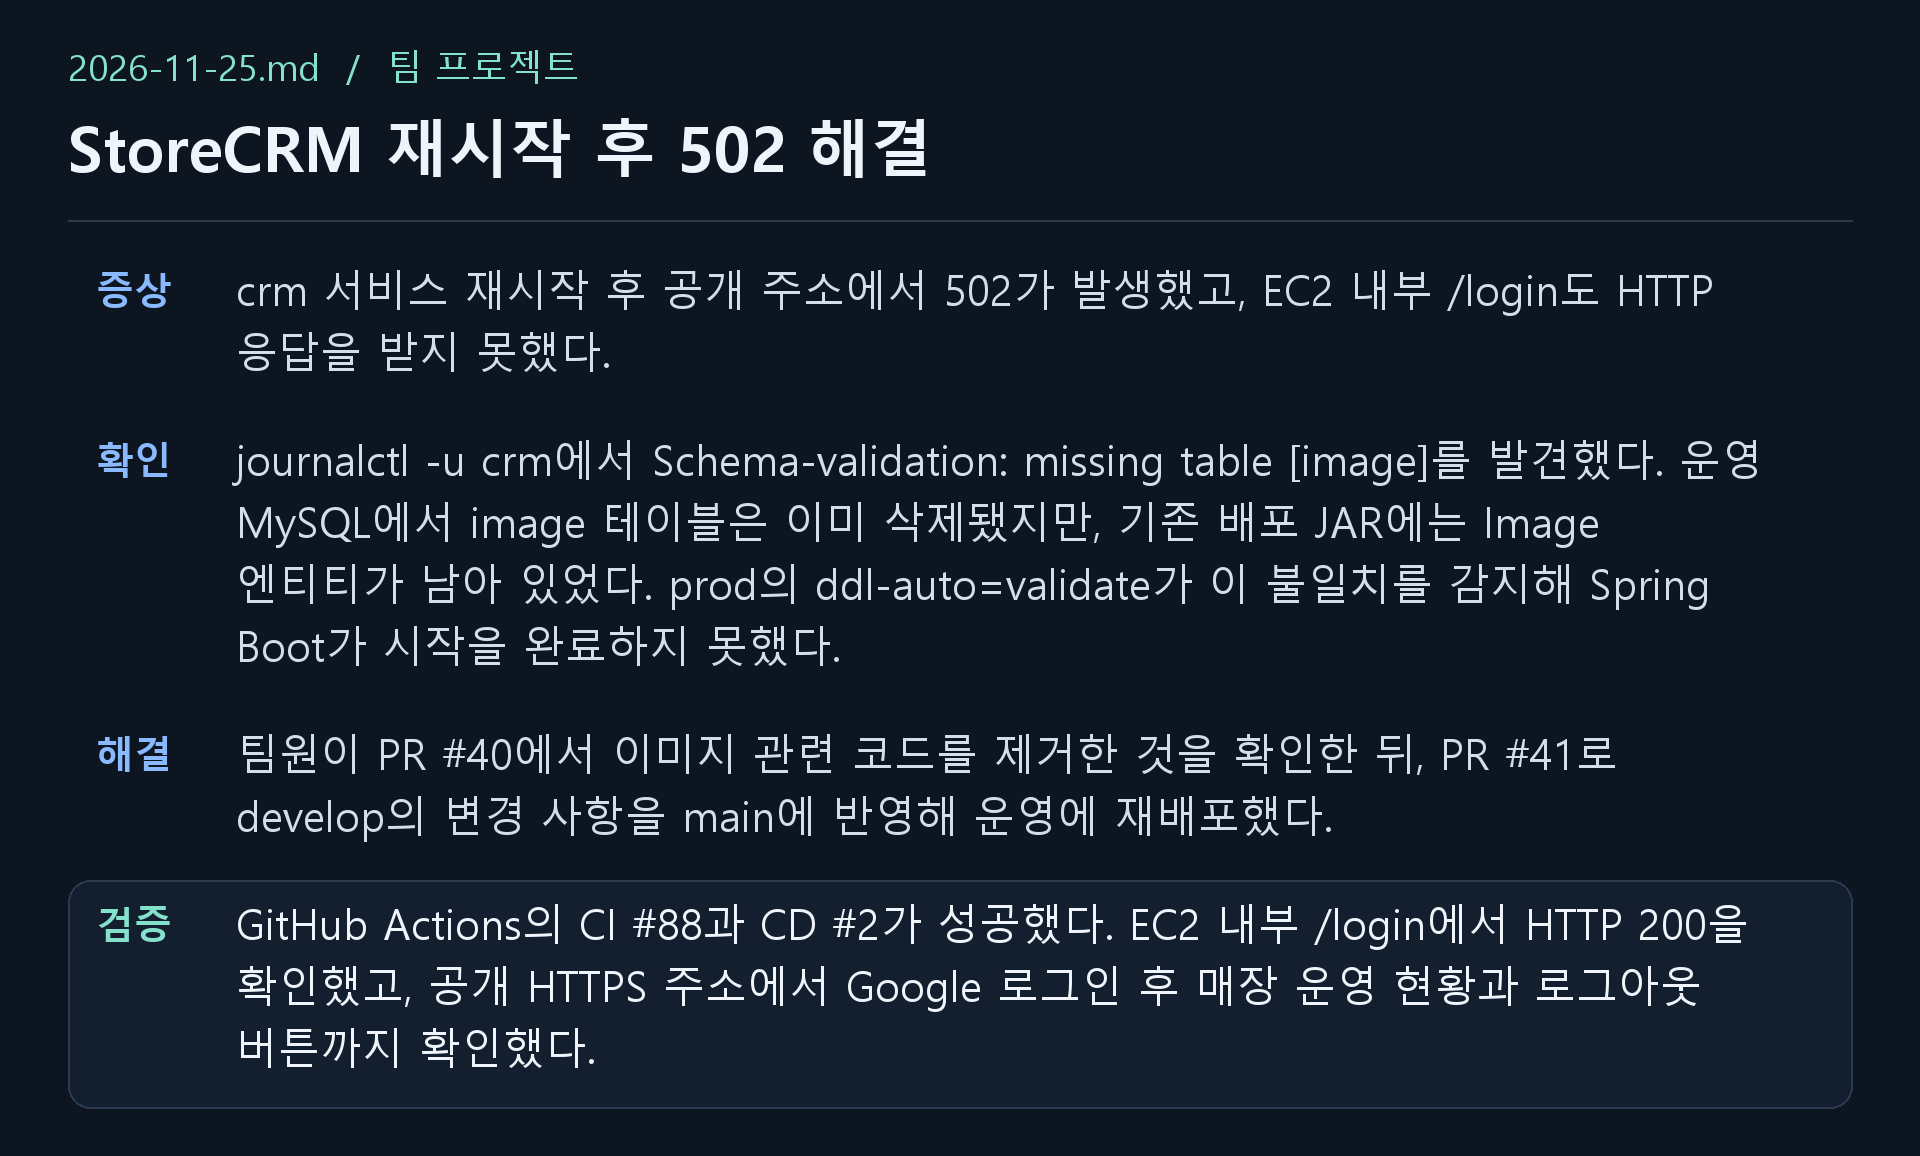 2026-11-25.md / 팀 프로젝트
StoreCRM 재시작 후 502 해결
증상
crm 서비스 재시작 후 공개 주소에서 502가 발생했고, EC2 내부 /login도 HTTP
응답을 받지 못했다.
확인
journalctl -u crm에서 Schema-validation: missing table [image]를 발견했다. 운영
MySQL에서 image 테이블은 이미 삭제됐지만, 기존 배포 JAR에는 Image
엔티티가 남아 있었다. prod의 ddl-auto=validate가 이 불일치를 감지해 Spring
Boot가 시작을 완료하지 못했다.
해결
팀원이 PR #40에서 이미지 관련 코드를 제거한 것을 확인한 뒤, PR #41로
develop의 변경 사항을 main에 반영해 운영에 재배포했다.
검증
GitHub Actions의 CI #88과 CD #2가 성공했다. EC2 내부 /login에서 HTTP 200을
확인했고, 공개 HTTPS 주소에서 Google 로그인 후 매장 운영 현황과 로그아웃
버튼까지 확인했다.